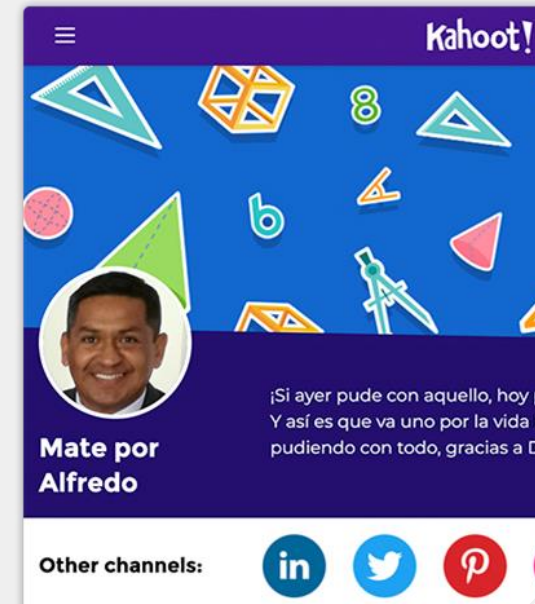 Kahoot!
8
b
A
¡Si ayer pude con aquello, hoy
Y así es que va uno por la vida
pudiendo con todo, gracias a
Mate por
Alfredo
Other channels:
in